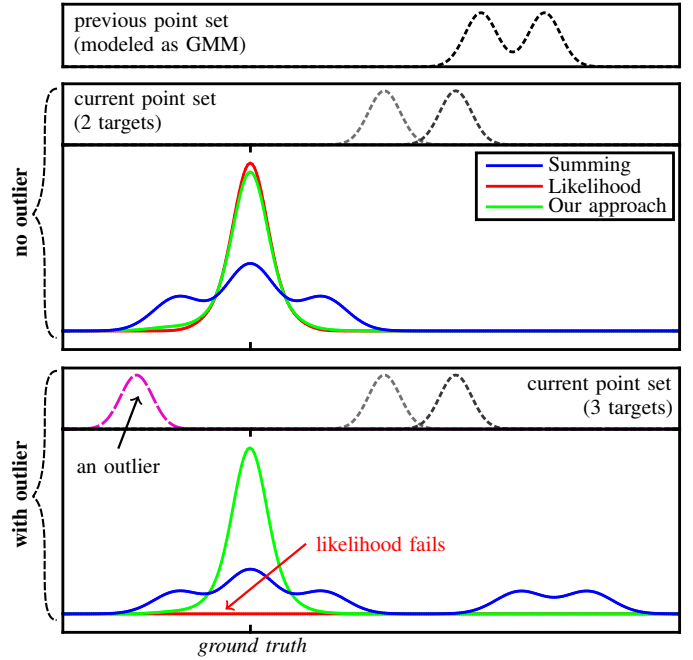 previous point set
(modeled as GMM)
current point set
(2 targets)
no outlier
Summing
Likelihood
Our approach
current point set
(3 targets)
with outlier
an outlier
likelihood fails
ground truth